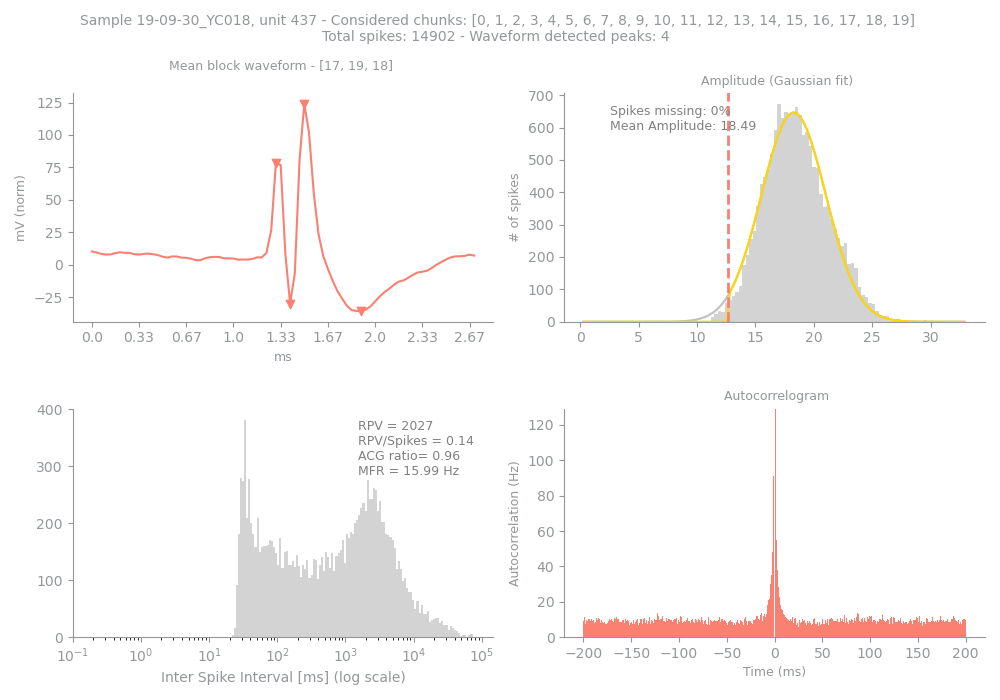 Sample 19-09-30_YC018, unit 437 - Considered chunks: [0, 1, 2, 3, 4, 5, 6, 7, 8, 9, 10, 11, 12, 13, 14, 15, 16, 17, 18, 19]
Total spikes: 14902 - Waveform detected peaks: 4
Mean block waveform - [17, 19, 18]
125
100
75
50
25
0
−25
mV (norm)
0.0 0.33 0.67 1.0 1.33 1.67 2.0 2.33 2.67
ms
Amplitude (Gaussian fit)
Spikes missing: 0%
Mean Amplitude: 18.49
700
600
500
400
300
200
100
0
# of spikes
0 5 10 15 20 25 30
RPV = 2027
RPV/Spikes = 0.14
ACG ratio= 0.96
MFR = 15.99 Hz
400
300
200
100
0
10⁻¹ 10⁰ 10¹ 10² 10³ 10⁴ 10⁵
Inter Spike Interval [ms] (log scale)
Autocorrelogram
120
100
80
60
40
20
0
Autocorrelation (Hz)
−200 −150 −100 −50 0 50 100 150 200
Time (ms)